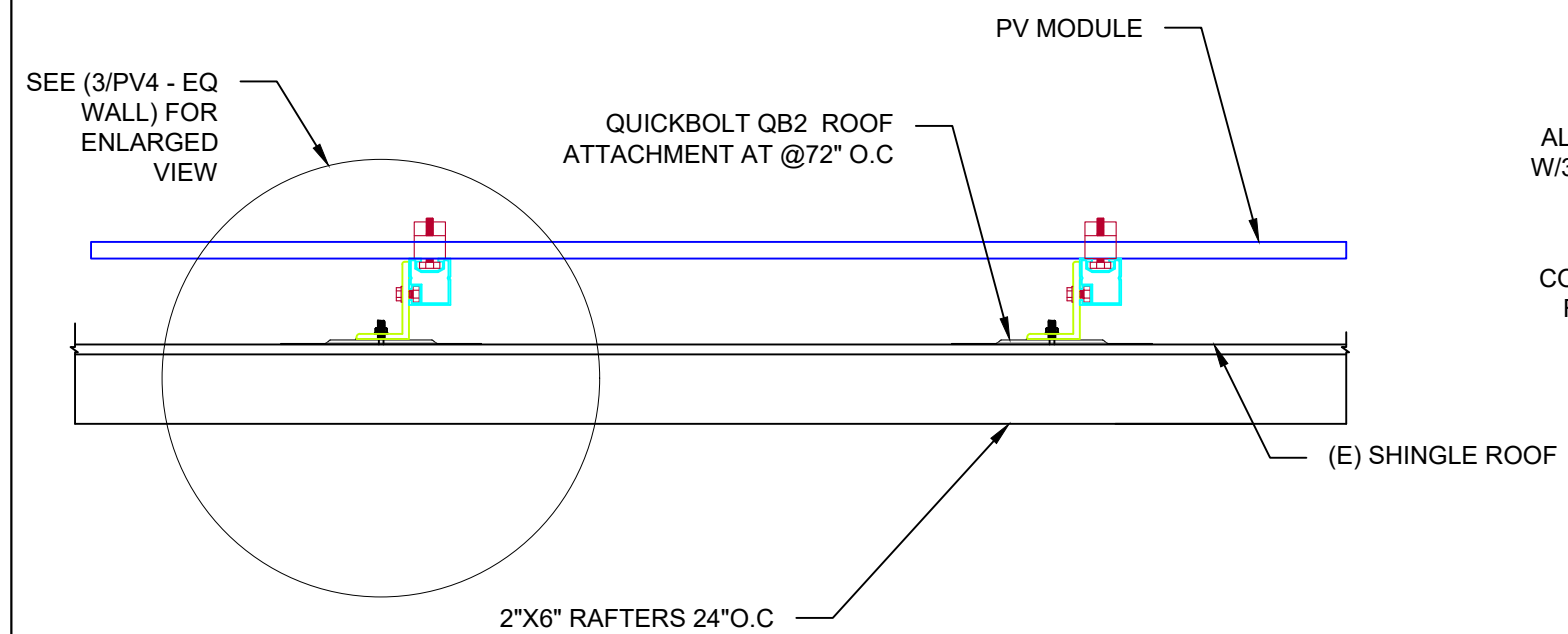 PV MODULE
SEE (3/PV4 - EQ
WALL) FOR
ENLARGED
VIEW
QUICKBOLT QB2 ROOF
ATTACHMENT AT @72" O.C
AL
W/3
CO
F
(E) SHINGLE ROOF
2"X6" RAFTERS 24"O.C